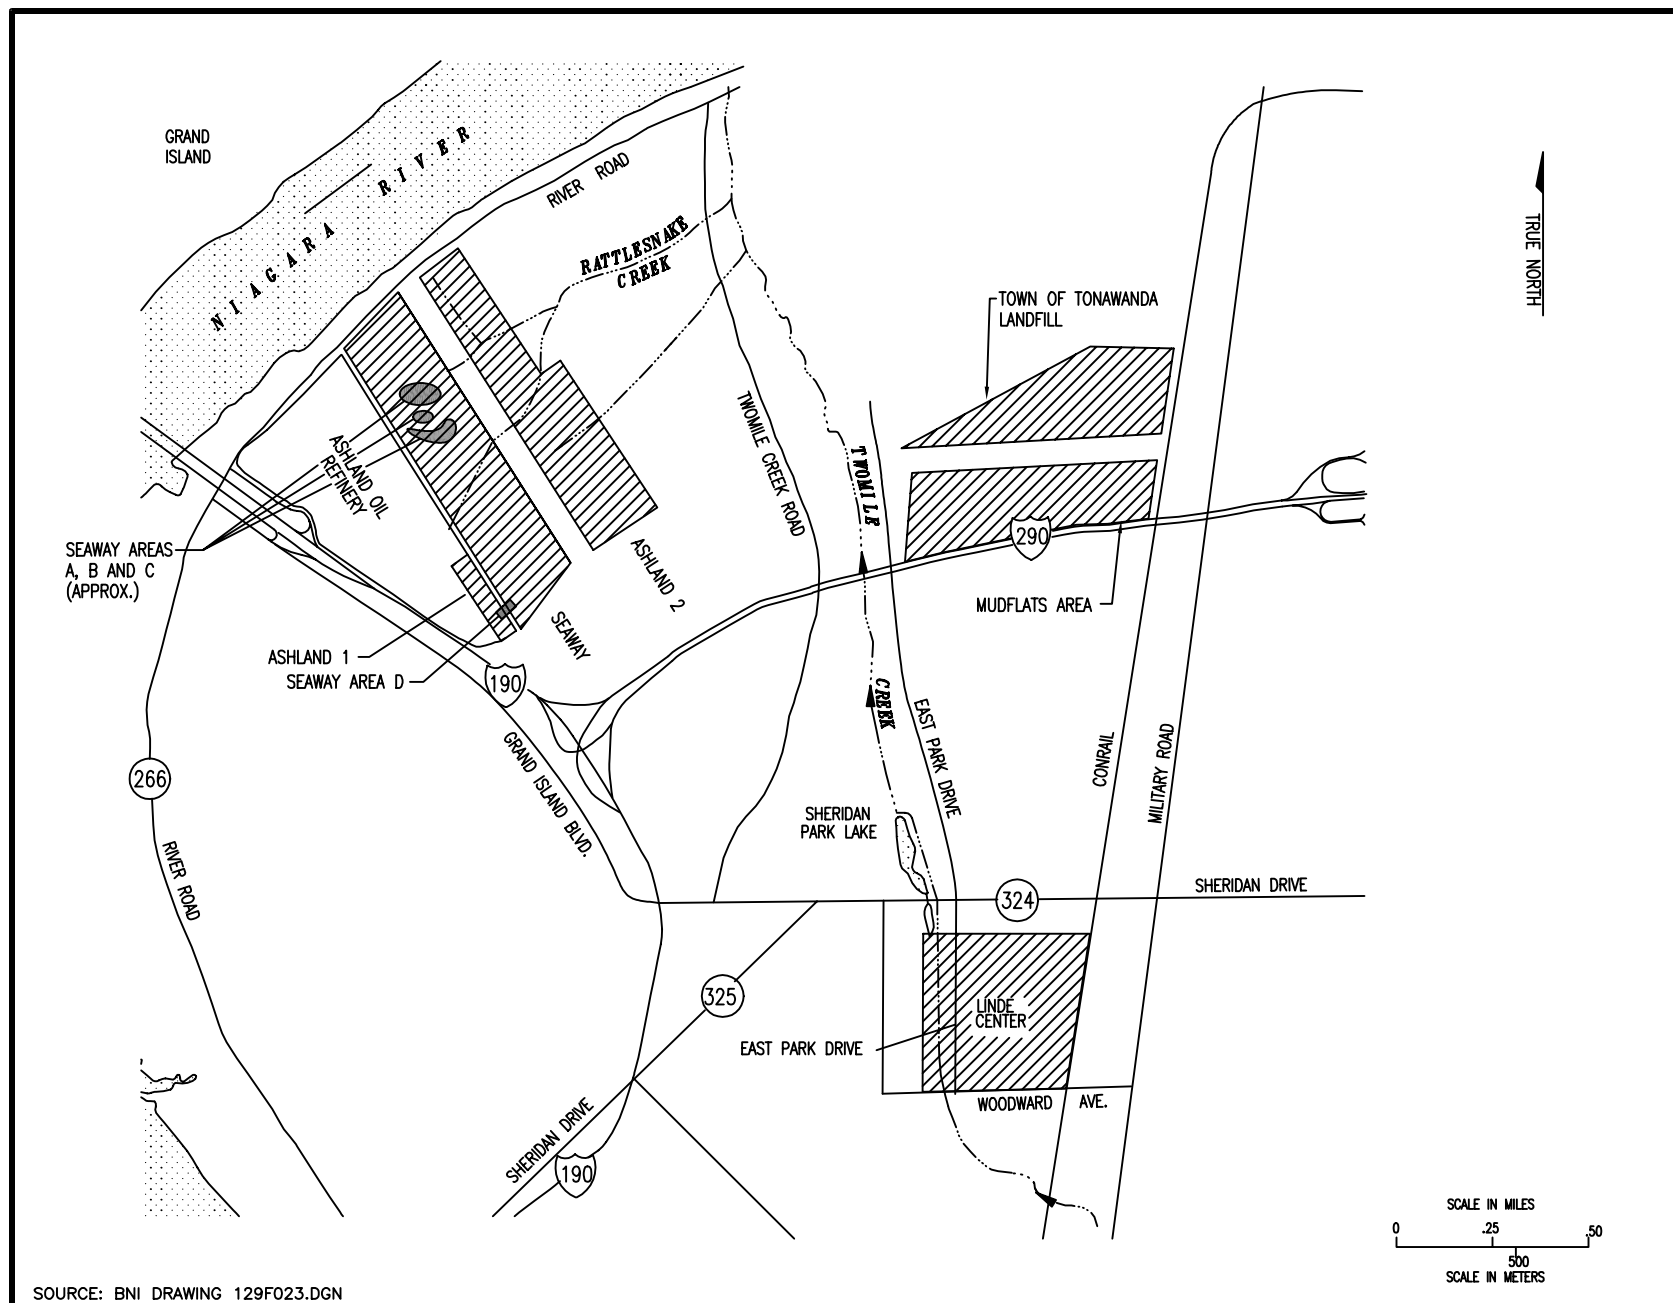 GRAND
ISLAND
NIAGARA RIVER
RIVER ROAD
RATTLESNAKE
CREEK
TRUE NORTH
TOWN OF TONAWANDA
LANDFILL
TWOMILE CREEK ROAD
TWOMILE
CREEK
ASHLAND OIL
REFINERY
SEAWAY AREAS
A, B AND C
(APPROX.)
290
MUDFLATS AREA
ASHLAND 2
SEAWAY
ASHLAND 1
SEAWAY AREA D
190
GRAND ISLAND BLVD.
EAST PARK DRIVE
CONRAIL
MILITARY ROAD
266
RIVER ROAD
SHERIDAN
PARK LAKE
324
SHERIDAN DRIVE
325
LINDE
CENTER
EAST PARK DRIVE
WOODWARD AVE.
SHERIDAN DRIVE
190
SCALE IN MILES
0 .25 .50
500
SCALE IN METERS
SOURCE: BNI DRAWING 129F023.DGN